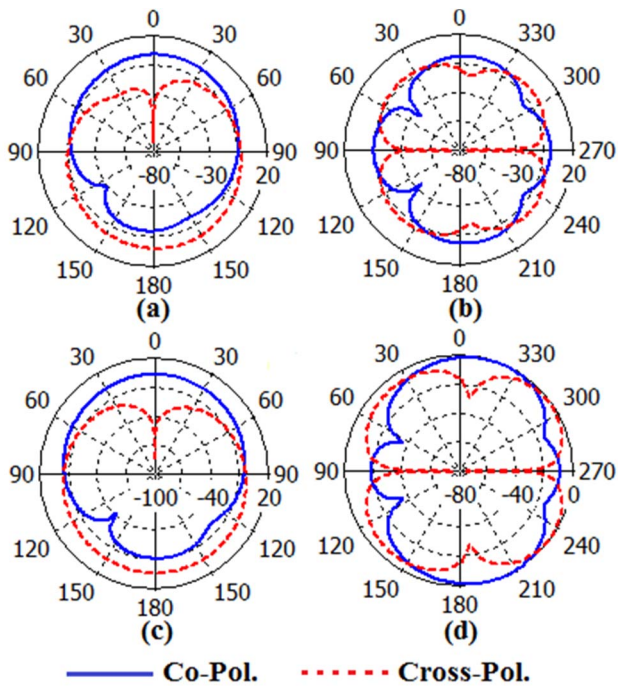 0 0
30 30 330
60 60 60 300
90 90 90 270
-80 -30 20 -80 -30 20
120 120 120 240
150 150 150 210
180 180
(a) (b)
0 0
30 30 30 330
60 60 60 300
90 90 90 270
-100 -40 20 -80 -40 0
120 120 120 240
150 150 150 210
180 180
(c) (d)
Co-Pol. Cross-Pol.